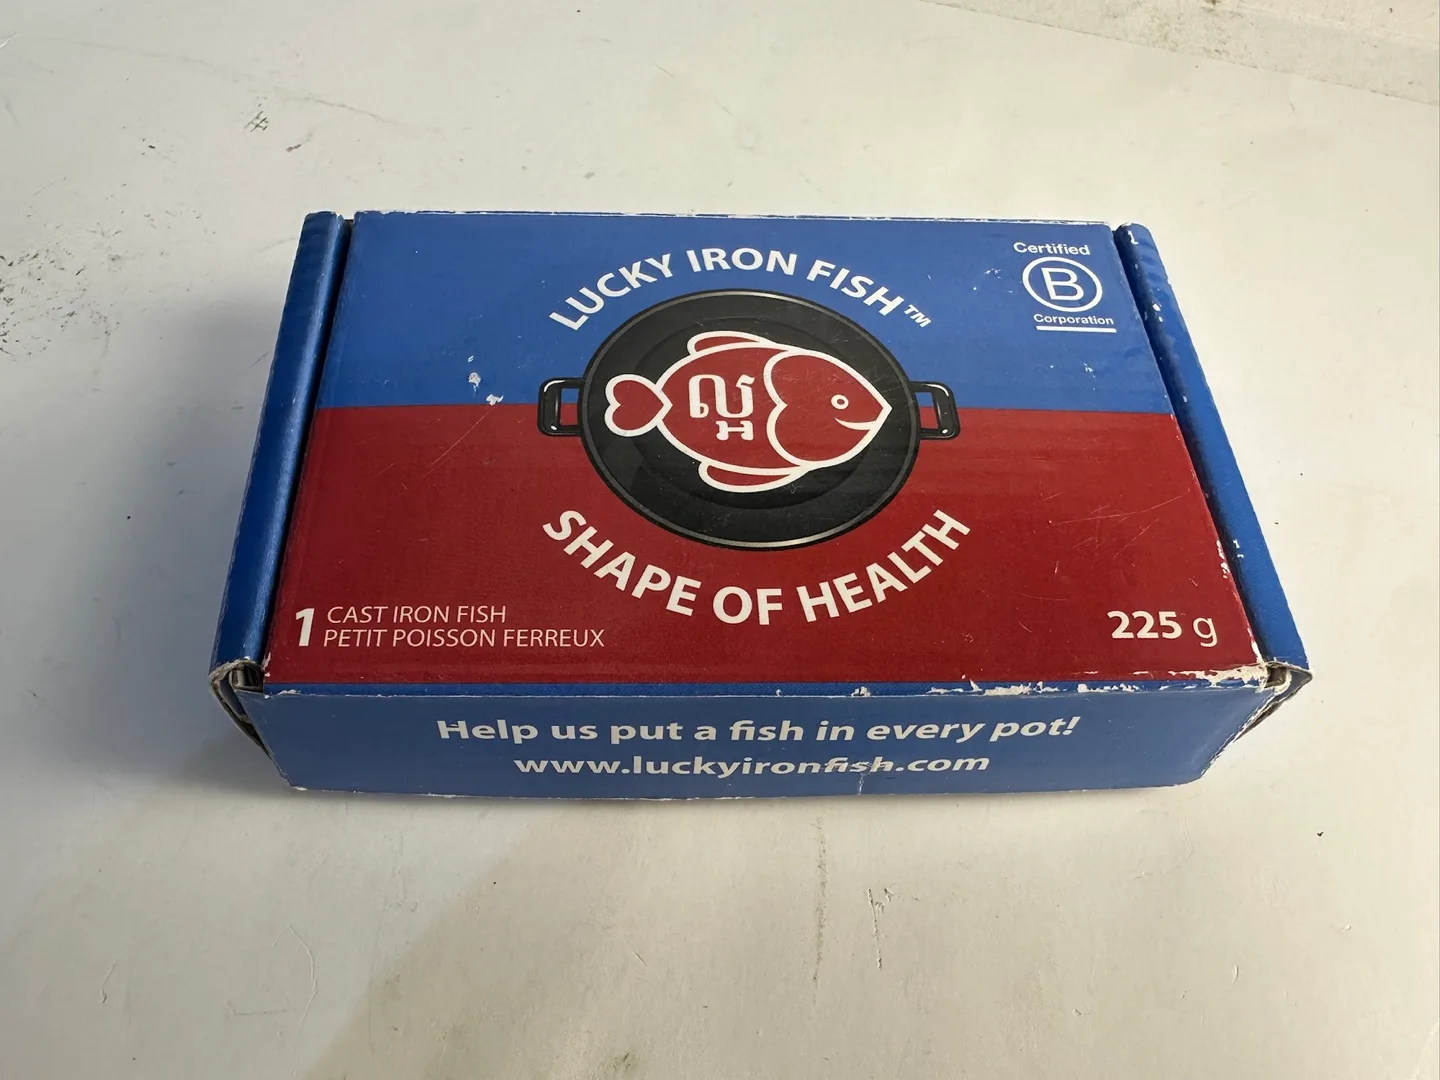 LUCKY IRON FISH™
Certified
B
Corporation
ល្អ
SHAPE OF HEALTH
1 CAST IRON FISH
PETIT POISSON FERREUX
225 g
Help us put a fish in every pot!
www.luckyironfish.com